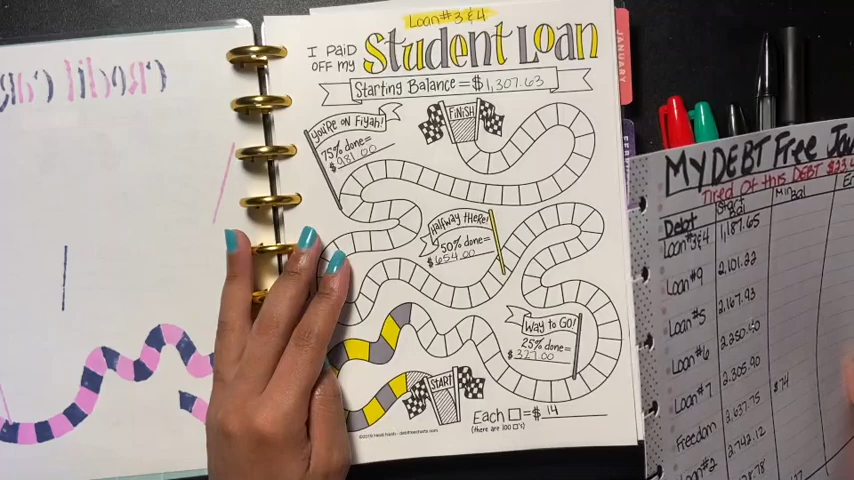 Loan #3 & 4
I PAID
OFF MY
Student Loan
Starting Balance = $1,307.63
FINISH
You're on Fiyah!
75% done=
$981.00
Halfway There!
50% done=
$654.00
Way to Go!
25% done=
$327.00
START
Each □ = $ 14
(there are 100 □'s)
JANUARY
My DEBT Free Jou
Tired OF this DEBT $23,
Debt
Start Bal
Min Bal
Loan #3&4
1,187.65
Loan #9
2,101.22
Loan #5
2,167.93
Loan #6
2,250.40
Loan #7
2,305.90
$74
Freedom
2,637.75
Loan #2
2,742.12